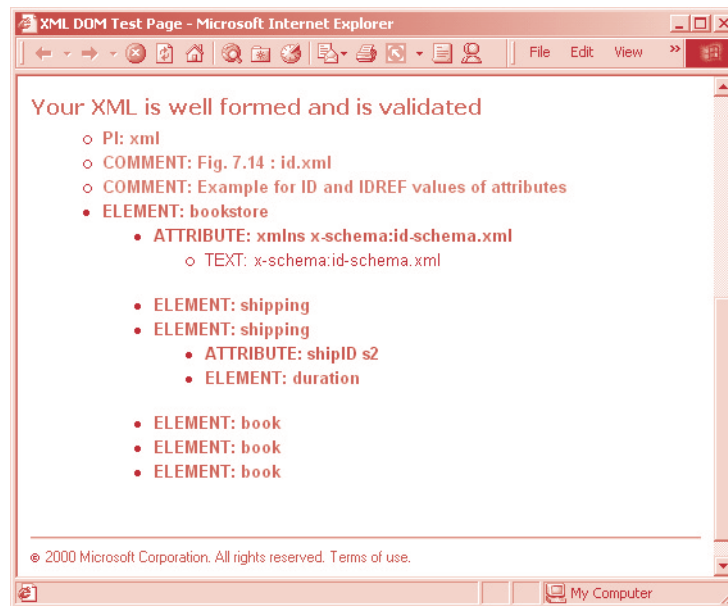 XML DOM Test Page - Microsoft Internet Explorer
File Edit View »
Your XML is well formed and is validated
PI: xml
COMMENT: Fig. 7.14 : id.xml
COMMENT: Example for ID and IDREF values of attributes
ELEMENT: bookstore
ATTRIBUTE: xmlns x-schema:id-schema.xml
TEXT: x-schema:id-schema.xml
ELEMENT: shipping
ELEMENT: shipping
ATTRIBUTE: shipID s2
ELEMENT: duration
ELEMENT: book
ELEMENT: book
ELEMENT: book
© 2000 Microsoft Corporation. All rights reserved. Terms of use.
My Computer